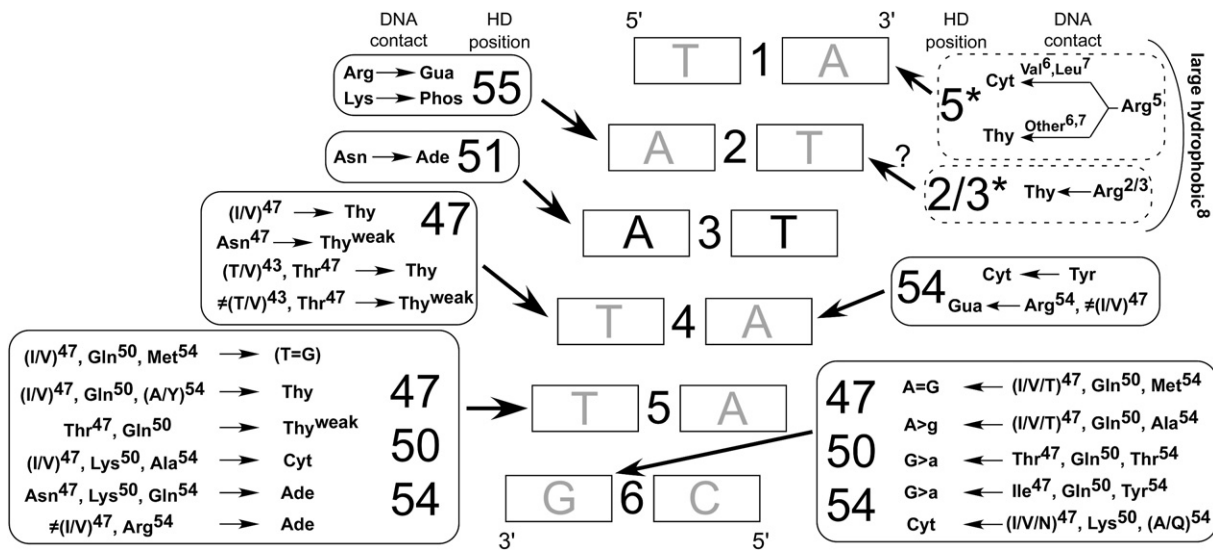 DNA contact
HD position
5'
3'
HD position
DNA contact
Arg → Gua
Lys → Phos
55
T 1 A
5*
Val6,Leu7
Cyt
Arg5
Other6,7
Thy
large hydrophobic8
A 2 T
?
2/3*
Thy ← Arg2/3
Asn → Ade
51
A 3 T
47
(I/V)47 → Thy
Asn47 → Thyweak
(T/V)43, Thr47 → Thy
≠(T/V)43, Thr47 → Thyweak
T 4 A
54
Cyt ← Tyr
Gua ← Arg54, ≠(I/V)47
(I/V)47, Gln50, Met54 → (T=G)
(I/V)47, Gln50, (A/Y)54 → Thy
Thr47, Gln50 → Thyweak
(I/V)47, Lys50, Ala54 → Cyt
Asn47, Lys50, Gln54 → Ade
≠(I/V)47, Arg54 → Ade
47
50
54
T 5 A
47
50
54
A=G ← (I/V/T)47, Gln50, Met54
A>g ← (I/V/T)47, Gln50, Ala54
G>a ← Thr47, Gln50, Thr54
G>a ← Ile47, Gln50, Tyr54
Cyt ← (I/V/N)47, Lys50, (A/Q)54
G 6 C
3'
5'